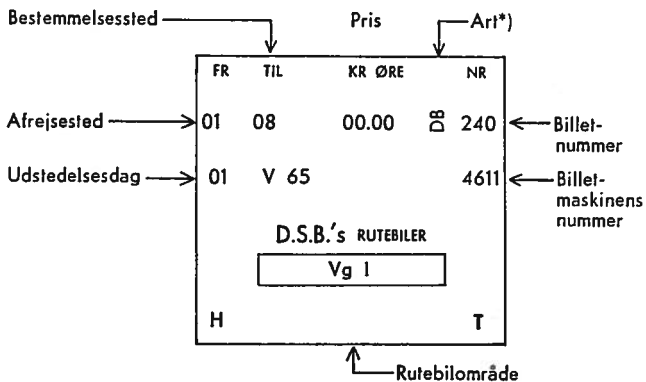 Bestemmelsessted Pris Art*)
FR TIL KR ØRE NR
Afrejsested 01 08 00.00 DB 240 Billet-
nummer
Udstedelsesdag 01 V 65 4611 Billet-
maskinens
nummer
D.S.B.'s RUTEBILER
Vg 1
H T
Rutebilområde